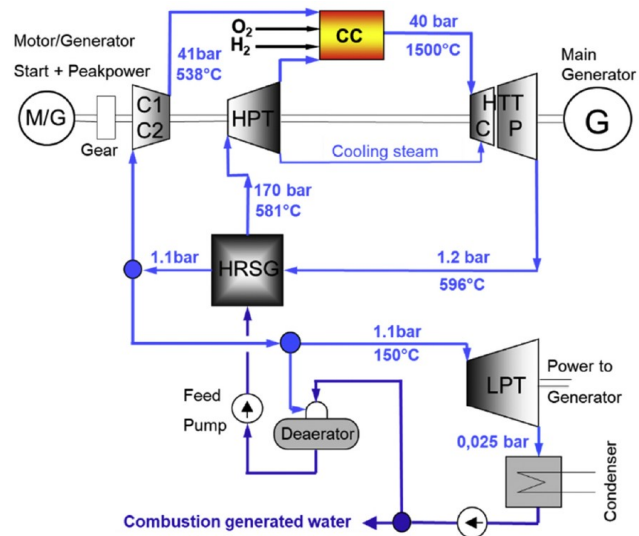 Motor/Generator
Start + Peakpower
M/G
Gear
41bar
538°C
C1
C2
O2
H2
CC
40 bar
1500°C
Main
Generator
HPT
HTT
C P
G
Cooling steam
170 bar
581°C
1.1bar
HRSG
1.2 bar
596°C
1.1bar
150°C
LPT
Power to
Generator
Feed
Pump
Deaerator
0,025 bar
Condenser
Combustion generated water